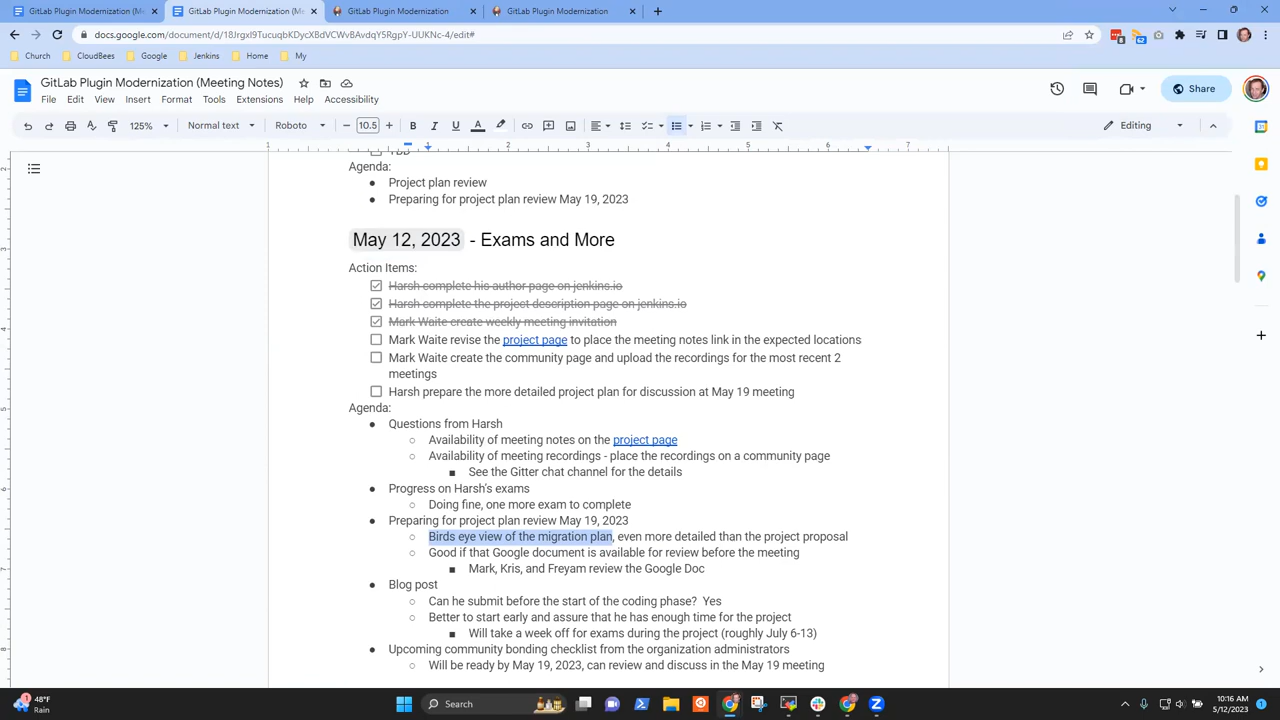 GitLab Plugin Modernization (Me
GitLab Plugin Modernization (Me
GitLab Plugin Modernization
GitLab Plugin Modernization
docs.google.com/document/d/18JrgxI9TucuqbKDycXBdVCWvBAvdqY5RgpY-UUKNc-4/edit#
Church
CloudBees
Google
Jenkins
Home
My
GitLab Plugin Modernization (Meeting Notes)
File Edit View Insert Format Tools Extensions Help Accessibility
Share
125%
Normal text
Roboto
10.5
Editing
Agenda:
Project plan review
Preparing for project plan review May 19, 2023
May 12, 2023 - Exams and More
Action Items:
Harsh complete his author page on jenkins.io
Harsh complete the project description page on jenkins.io
Mark Waite create weekly meeting invitation
Mark Waite revise the project page to place the meeting notes link in the expected locations
Mark Waite create the community page and upload the recordings for the most recent 2
meetings
Harsh prepare the more detailed project plan for discussion at May 19 meeting
Agenda:
Questions from Harsh
Availability of meeting notes on the project page
Availability of meeting recordings - place the recordings on a community page
See the Gitter chat channel for the details
Progress on Harsh's exams
Doing fine, one more exam to complete
Preparing for project plan review May 19, 2023
Birds eye view of the migration plan, even more detailed than the project proposal
Good if that Google document is available for review before the meeting
Mark, Kris, and Freyam review the Google Doc
Blog post
Can he submit before the start of the coding phase? Yes
Better to start early and assure that he has enough time for the project
Will take a week off for exams during the project (roughly July 6-13)
Upcoming community bonding checklist from the organization administrators
Will be ready by May 19, 2023, can review and discuss in the May 19 meeting
48°F
Rain
Search
10:16 AM
5/12/2023